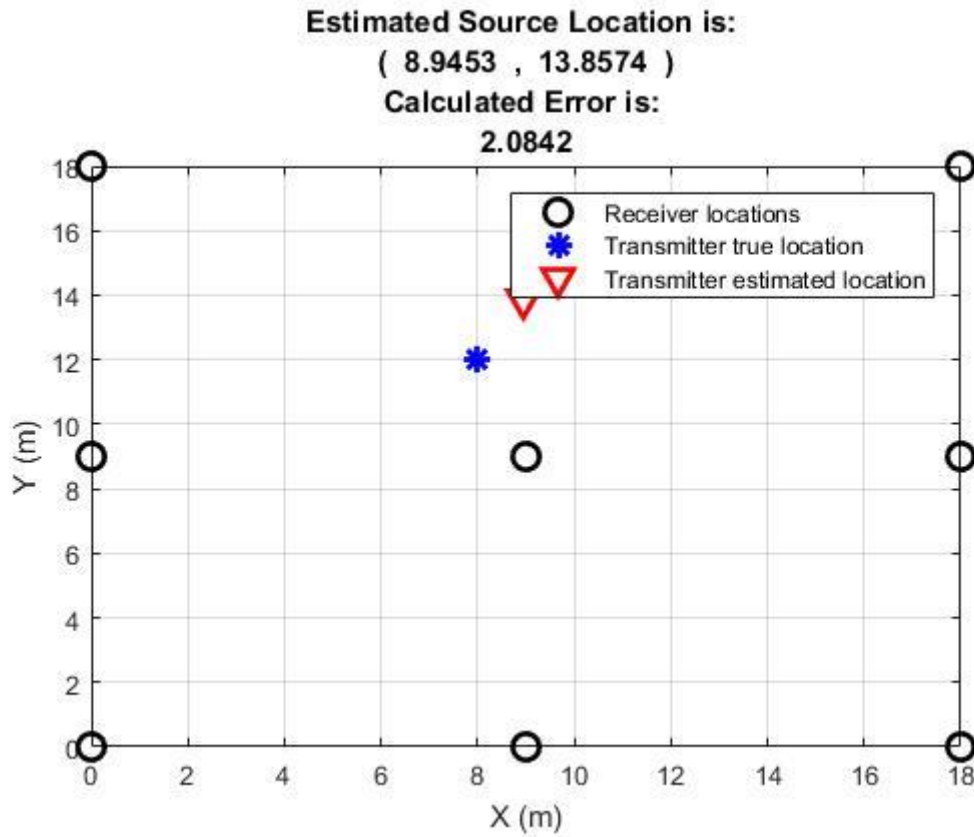 Estimated Source Location is:
( 8.9453 , 13.8574 )
Calculated Error is:
2.0842
18
16
14
12
10
8
6
4
2
0
Y (m)
Receiver locations
Transmitter true location
Transmitter estimated location
0 2 4 6 8 10 12 14 16 18
X (m)